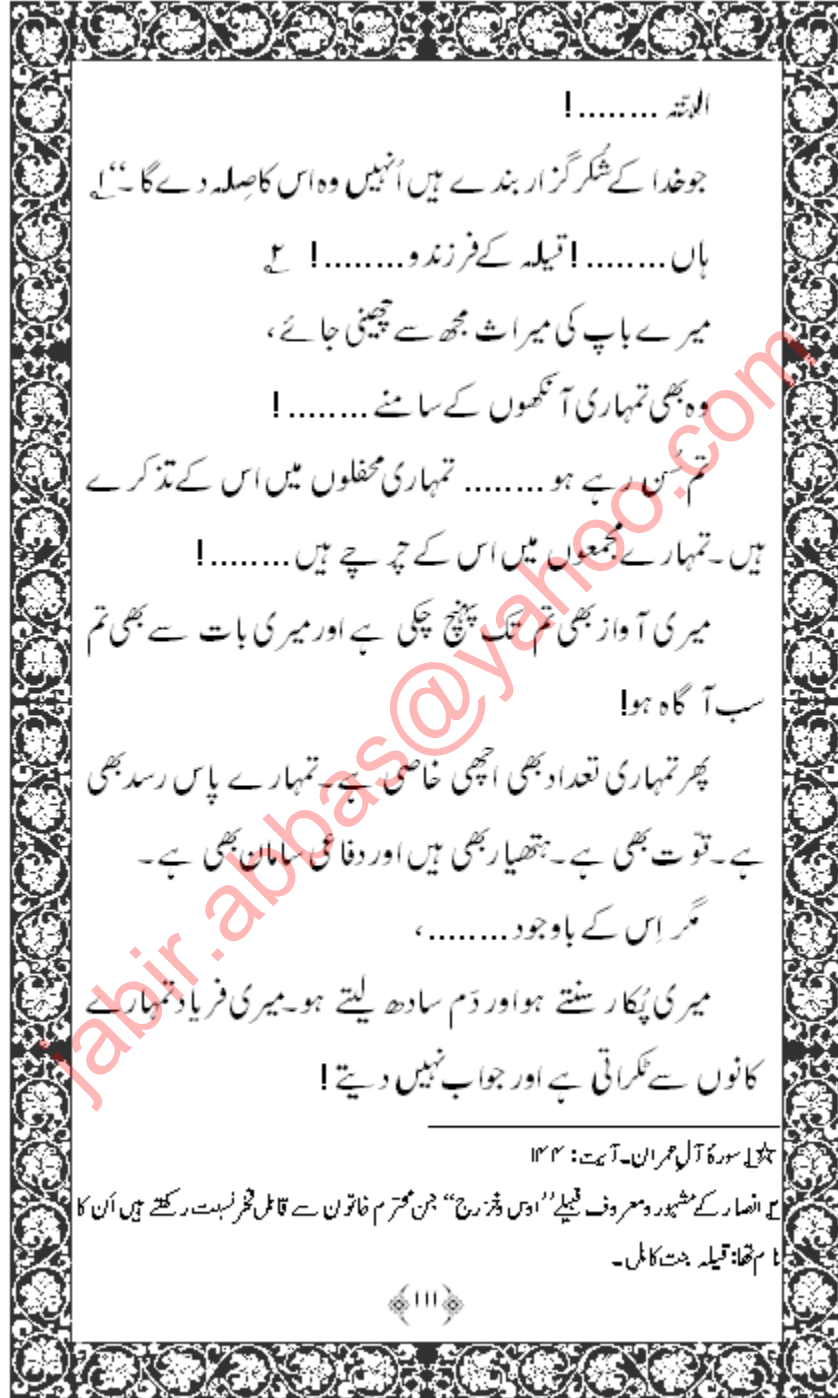 البتّہ ........!
جو خدا کے شُکر گزار بندے ہیں اُنہیں وہ اس کا صِلہ دے گا ۔‘‘ ۱؎
ہاں ........! قیلہ کے فرزندو ........! ۲؎
میرے باپ کی میراث مجھ سے چھینی جائے ،
وہ بھی تمہاری آنکھوں کے سامنے ........!
تم سُن رہے ہو ........ تمہاری محفلوں میں اس کے تذکرے
ہیں ۔ تمہارے مجمعوں میں اس کے چرچے ہیں ........!
میری آواز بھی تم تک پہنچ چکی ہے اور میری بات سے بھی تم
سب آگاہ ہو!
پھر تمہاری تعداد بھی اچھی خاصی ہے ۔ تمہارے پاس رسد بھی
ہے ۔ قوّت بھی ہے ۔ ہتھیار بھی ہیں اور دفاعی سامان بھی ہے ۔
مگر اِس کے باوجود ........ ،
میری پُکار سنتے ہو اور دَم سادھ لیتے ہو۔ میری فریاد تمہارے
کانوں سے ٹکراتی ہے اور جواب نہیں دیتے !
☆۱؎ سورۂ آلِ عمران۔ آیت: ۱۴۴
۲؎ انصار کے مشہور و معروف قبیلے ’’اوس وخزرج‘‘ جن محترم خاتون سے قابلِ فخر نسبت رکھتے ہیں اُن کا
نام تھا: قیلہ بنت کاہل۔
﴿۱۱۱﴾
jabir.abbas@yahoo.com